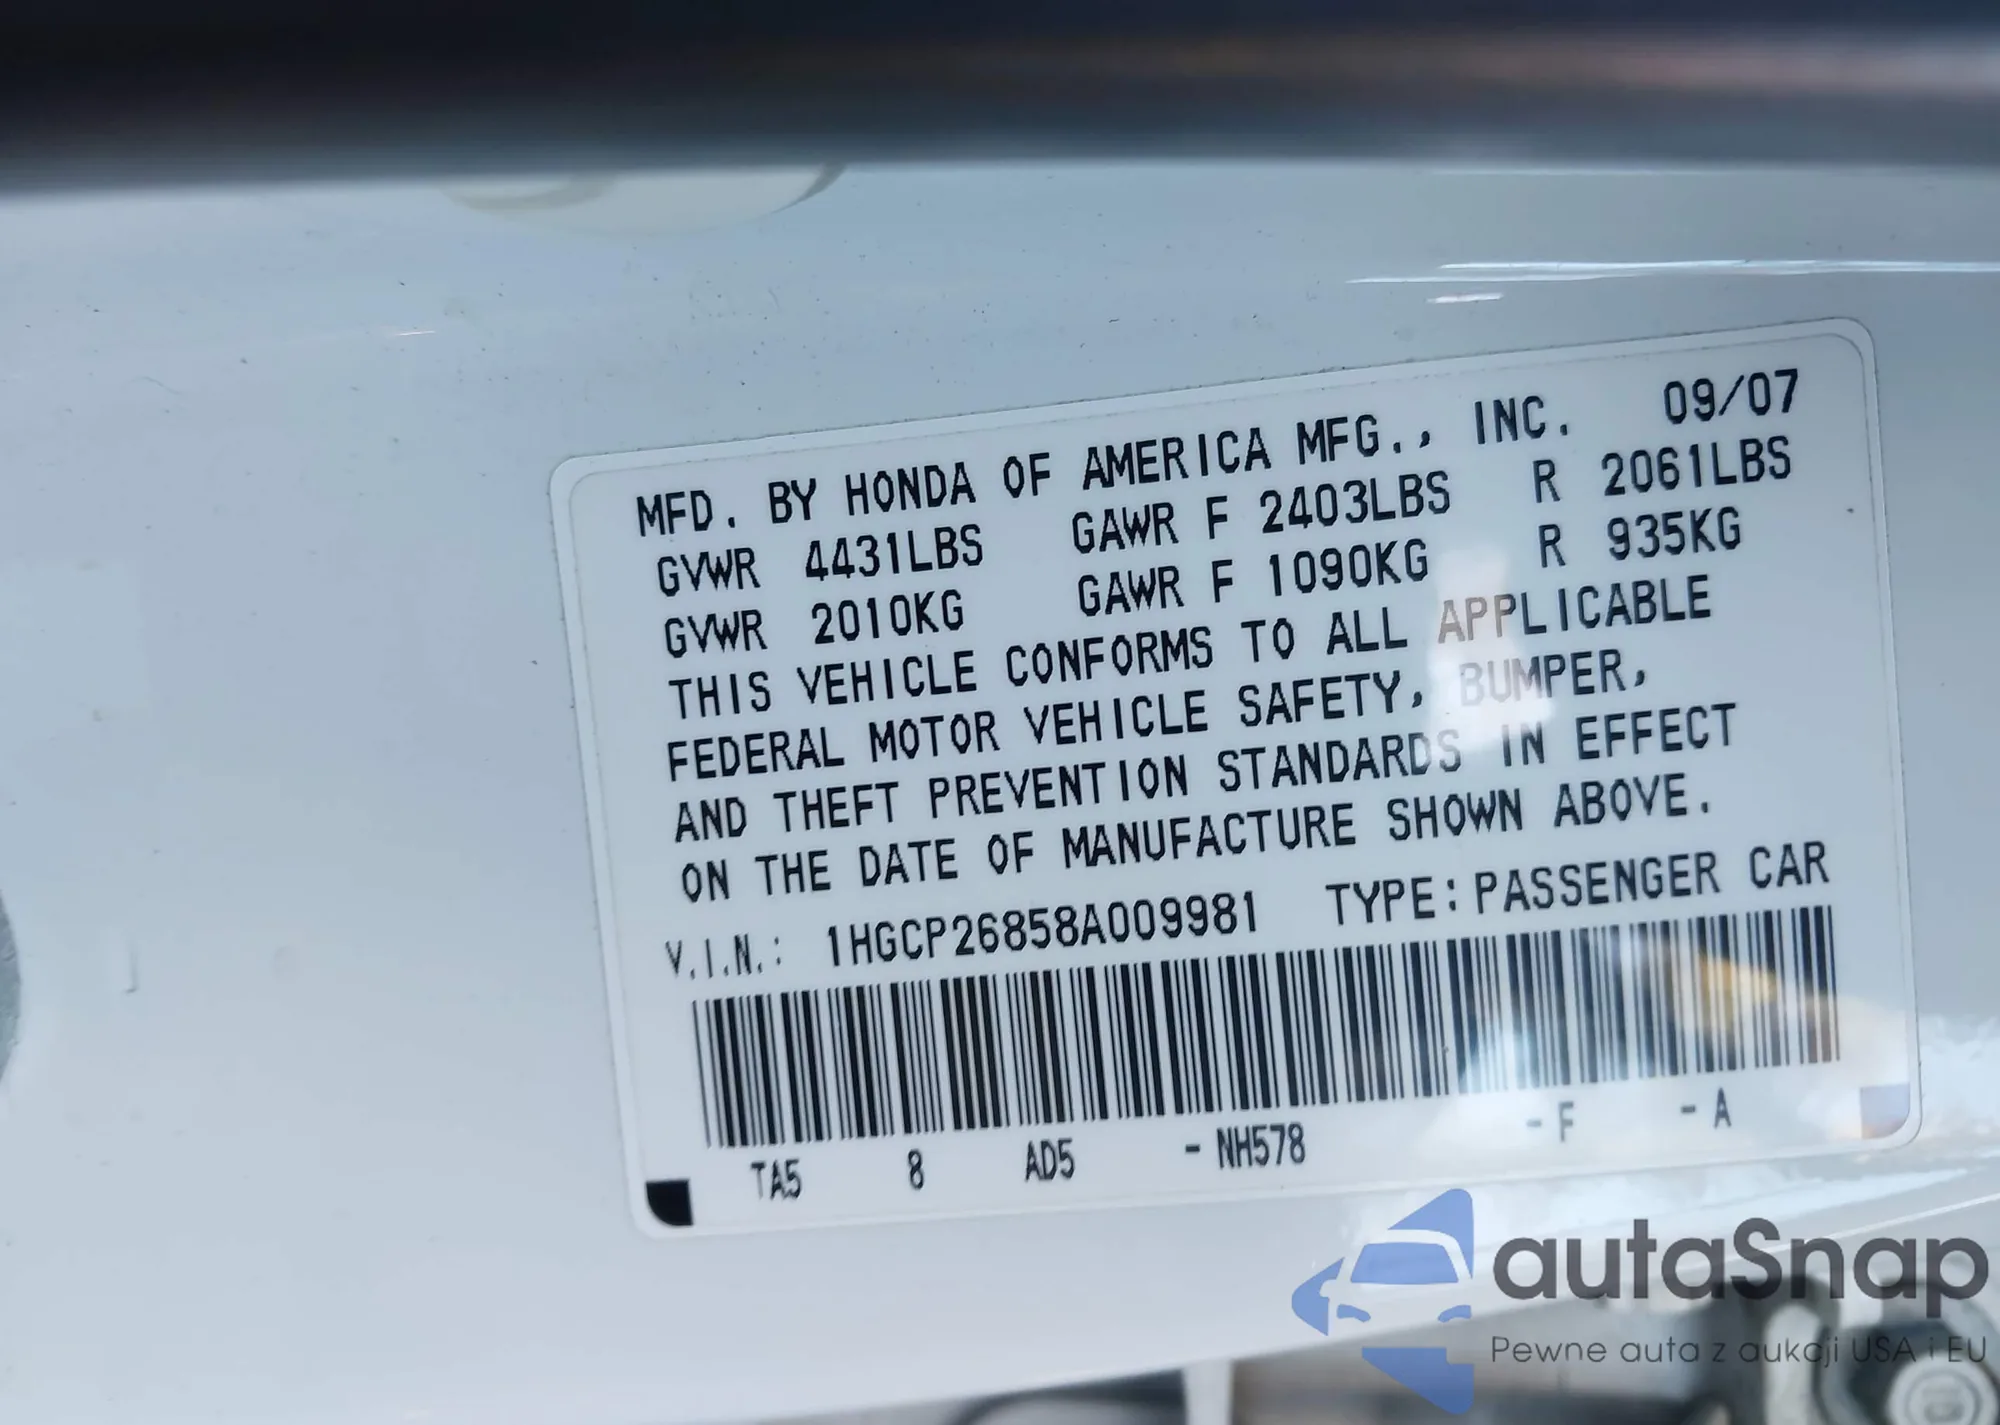 MFD. BY HONDA OF AMERICA MFG., INC. 09/07
GVWR 4431LBS GAWR F 2403LBS R 2061LBS
GVWR 2010KG GAWR F 1090KG R 935KG
THIS VEHICLE CONFORMS TO ALL APPLICABLE
FEDERAL MOTOR VEHICLE SAFETY, BUMPER,
AND THEFT PREVENTION STANDARDS IN EFFECT
ON THE DATE OF MANUFACTURE SHOWN ABOVE.
V.I.N.: 1HGCP26858A009981 TYPE:PASSENGER CAR
TA5 8 AD5 -NH578 -F -A
autaSnap
Pewne auta z aukcji USA i EU